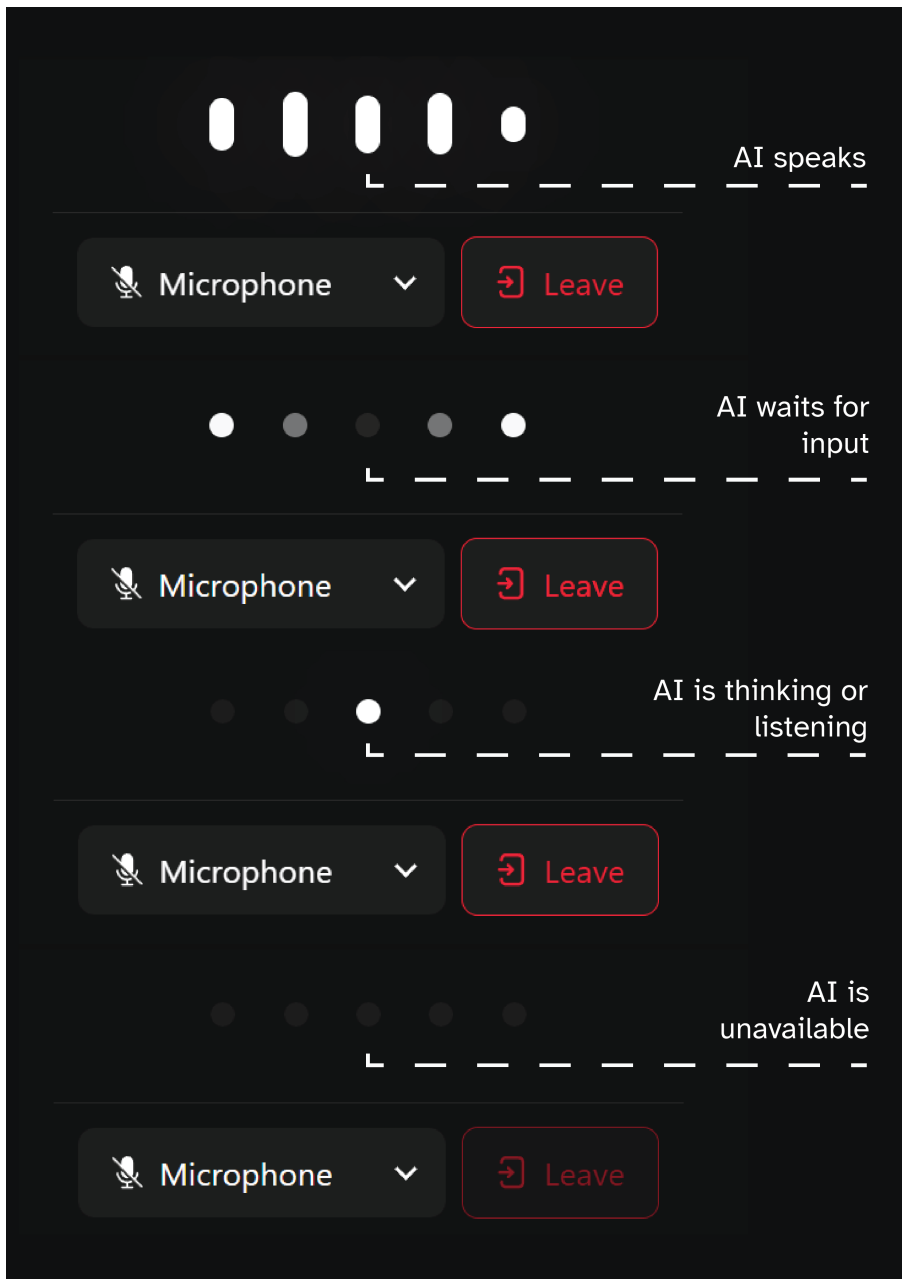 AI speaks
Microphone
Leave
AI waits for
input
Microphone
Leave
AI is thinking or
listening
Microphone
Leave
AI is
unavailable
Microphone
Leave